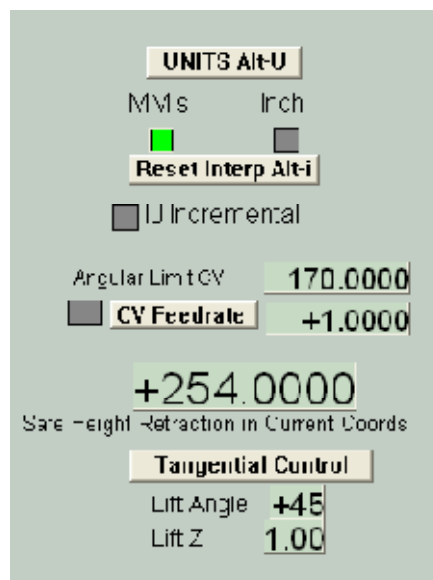 UNITS Alt-U
MM's Inch
Reset Interp Alt-i
IJ Incremental
Angular Limit CV 170.0000
CV Feedrate +1.0000
+254.0000
Safe Height Retraction in Current Coords
Tangential Control
Lift Angle +45
Lift Z 1.00